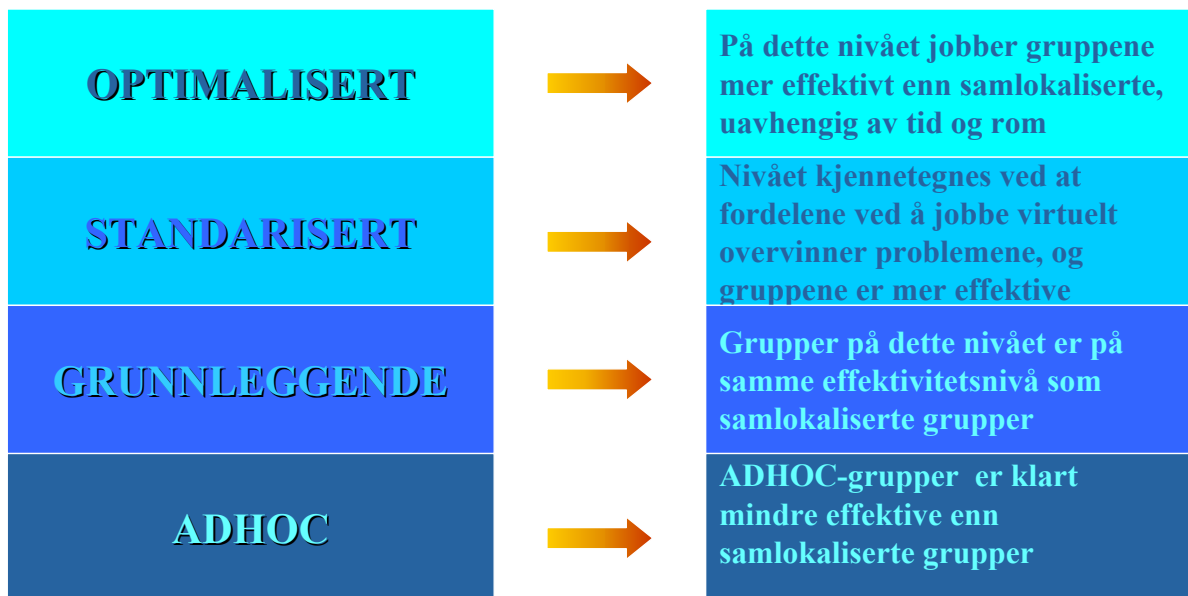 OPTIMALISERT
På dette nivået jobber gruppene
mer effektivt enn samlokaliserte,
uavhengig av tid og rom
STANDARISERT
Nivået kjennetegnes ved at
fordelene ved å jobbe virtuelt
overvinner problemene, og
gruppene er mer effektive
GRUNNLEGGENDE
Grupper på dette nivået er på
samme effektivitetsnivå som
samlokaliserte grupper
ADHOC
ADHOC-grupper er klart
mindre effektive enn
samlokaliserte grupper